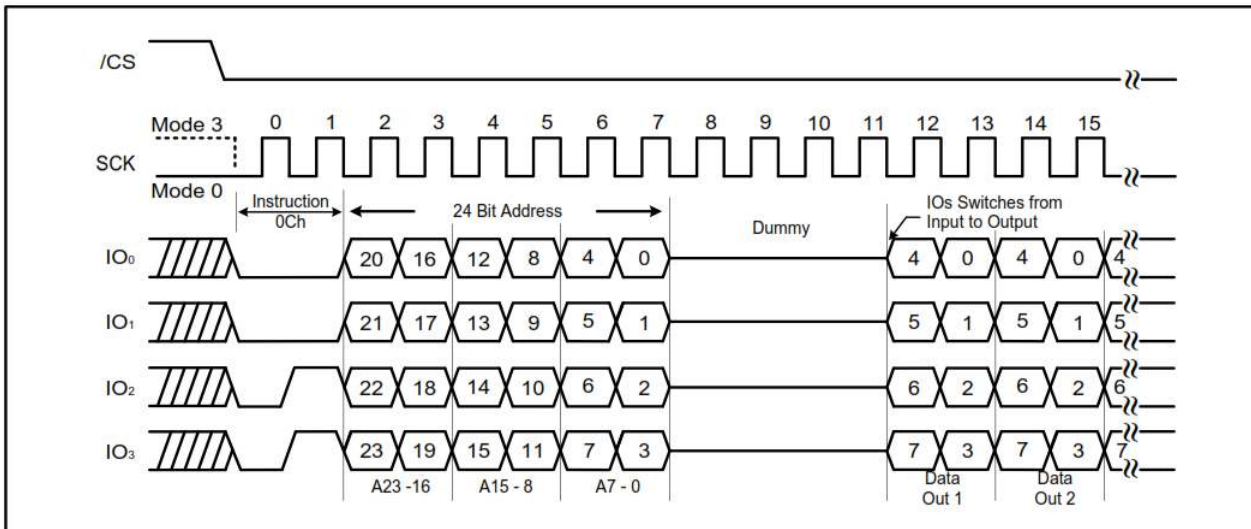 /CS
Mode 3 0 1 2 3 4 5 6 7 8 9 10 11 12 13 14 15
SCK
Mode 0
Instruction
0Ch
24 Bit Address
Dummy
IOs Switches from
Input to Output
IO₀ 20 16 12 8 4 0 4 0 4 0 4
IO₁ 21 17 13 9 5 1 5 1 5 1 5
IO₂ 22 18 14 10 6 2 6 2 6 2 6
IO₃ 23 19 15 11 7 3 7 3 7 3 7
A23 -16 A15 - 8 A7 - 0
Data
Out 1
Data
Out 2